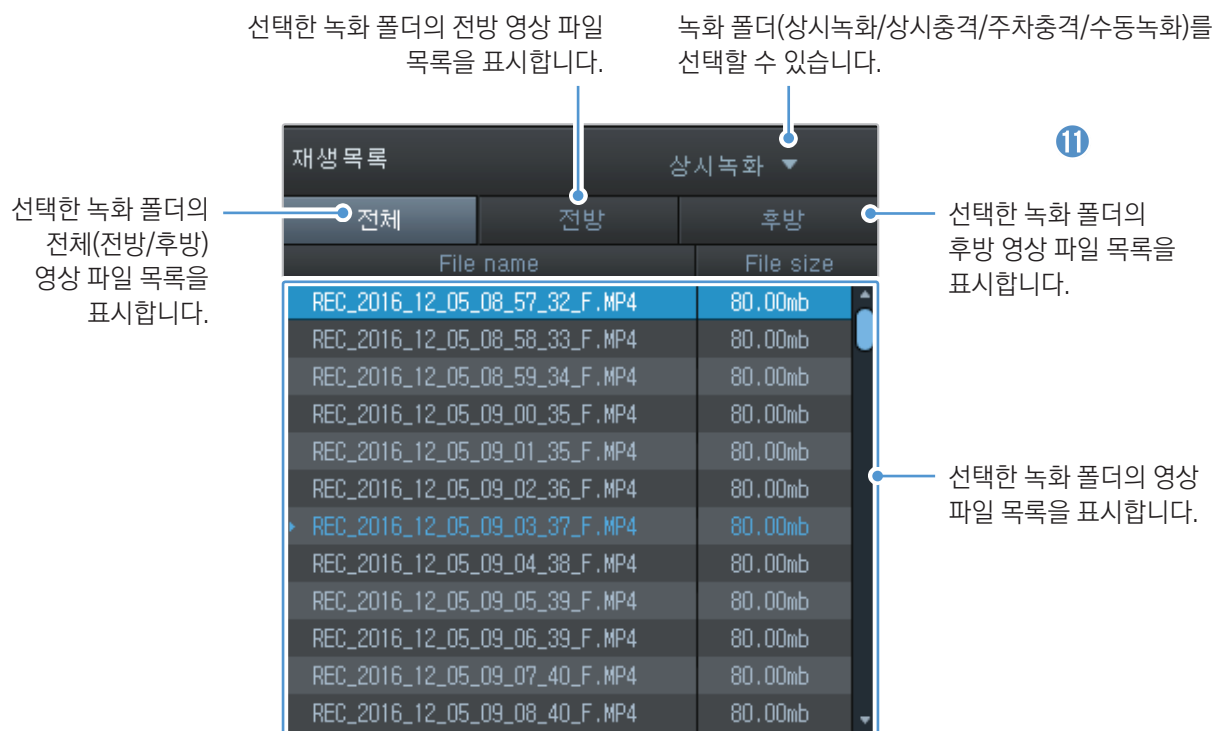 선택한 녹화 폴더의 전방 영상 파일
목록을 표시합니다.
녹화 폴더(상시녹화/상시충격/주차충격/수동녹화)를
선택할 수 있습니다.
⓫
재생목록
상시녹화 ▼
선택한 녹화 폴더의
전체(전방/후방)
영상 파일 목록을
표시합니다.
전체 전방 후방
선택한 녹화 폴더의
후방 영상 파일 목록을
표시합니다.
File name File size
REC_2016_12_05_08_57_32_F.MP4 80.00mb
REC_2016_12_05_08_58_33_F.MP4 80.00mb
REC_2016_12_05_08_59_34_F.MP4 80.00mb
REC_2016_12_05_09_00_35_F.MP4 80.00mb
REC_2016_12_05_09_01_35_F.MP4 80.00mb
REC_2016_12_05_09_02_36_F.MP4 80.00mb
REC_2016_12_05_09_03_37_F.MP4 80.00mb
REC_2016_12_05_09_04_38_F.MP4 80.00mb
REC_2016_12_05_09_05_39_F.MP4 80.00mb
REC_2016_12_05_09_06_39_F.MP4 80.00mb
REC_2016_12_05_09_07_40_F.MP4 80.00mb
REC_2016_12_05_09_08_40_F.MP4 80.00mb
선택한 녹화 폴더의 영상
파일 목록을 표시합니다.